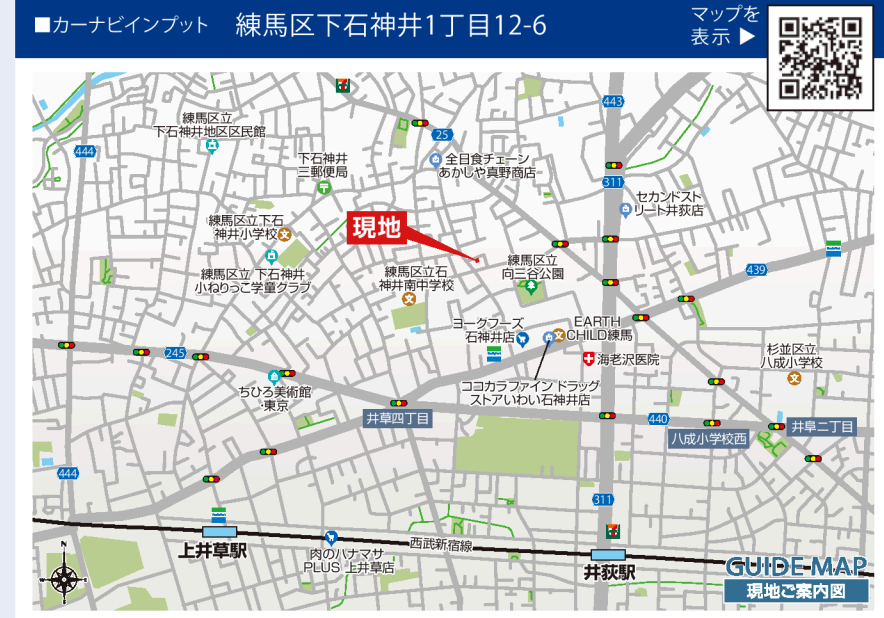 ■カーナビインプット 練馬区下石神井1丁目12-6
マップを
表示 ▶
443
444
25
練馬区立
下石神井地区区民館
下石神井
三郵便局
全日食チェーン
あかしや真野商店
311
セカンドスト
リート井荻店
練馬区立下石
神井小学校
現地
練馬区立 下石神井
小ねりっこ学童クラブ
練馬区立石
神井南中学校
練馬区立
向三谷公園
439
ヨークフーズ
石神井店
EARTH
CHILD練馬
245
海老沢医院
杉並区立
八成小学校
ちひろ美術館
・東京
ココカラファイン ドラッグ
ストアいわい石神井店
井草四丁目
440
八成小学校西
井草二丁目
444
311
上井草駅
肉のハナマサ
PLUS 上井草店
西武新宿線
井荻駅
N
GUIDE MAP
現地ご案内図